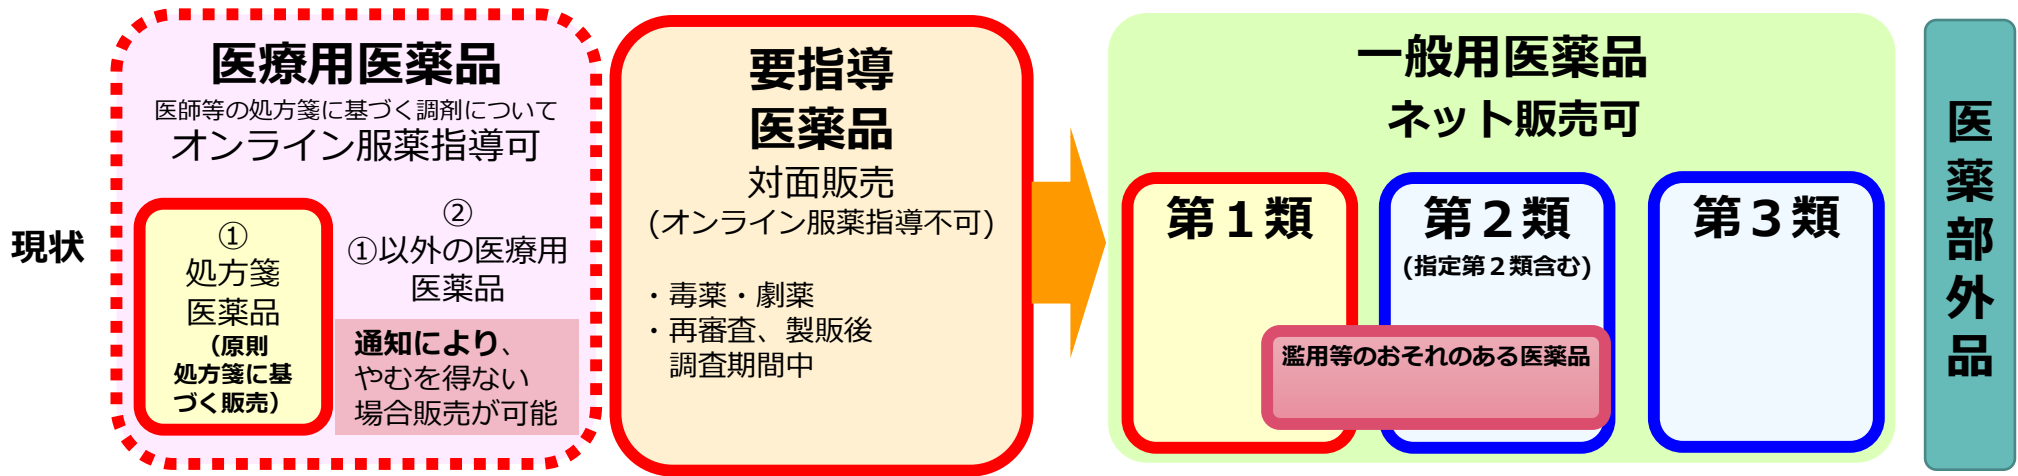 現状
医療用医薬品
医師等の処方箋に基づく調剤について
オンライン服薬指導可
①
処方箋
医薬品
（原則
処方箋に基
づく販売）
②
①以外の医療用
医薬品
通知により、
やむを得ない
場合販売が可能
要指導
医薬品
対面販売
(オンライン服薬指導不可)
・毒薬・劇薬
・再審査、製販後
調査期間中
一般用医薬品
ネット販売可
第１類
第２類
(指定第２類含む)
第３類
濫用等のおそれのある医薬品
医薬部外品